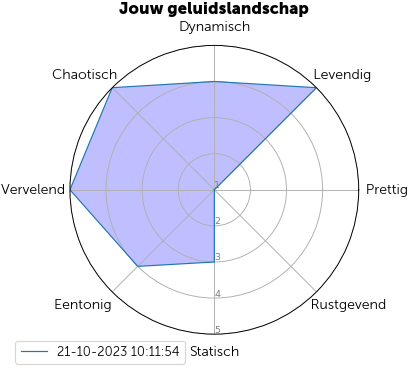 Jouw geluidslandschap
Dynamisch
Chaotisch
Levendig
Vervelend
1
Prettig
2
3
4
5
Eentonig
Rustgevend
Statisch
21-10-2023 10:11:54